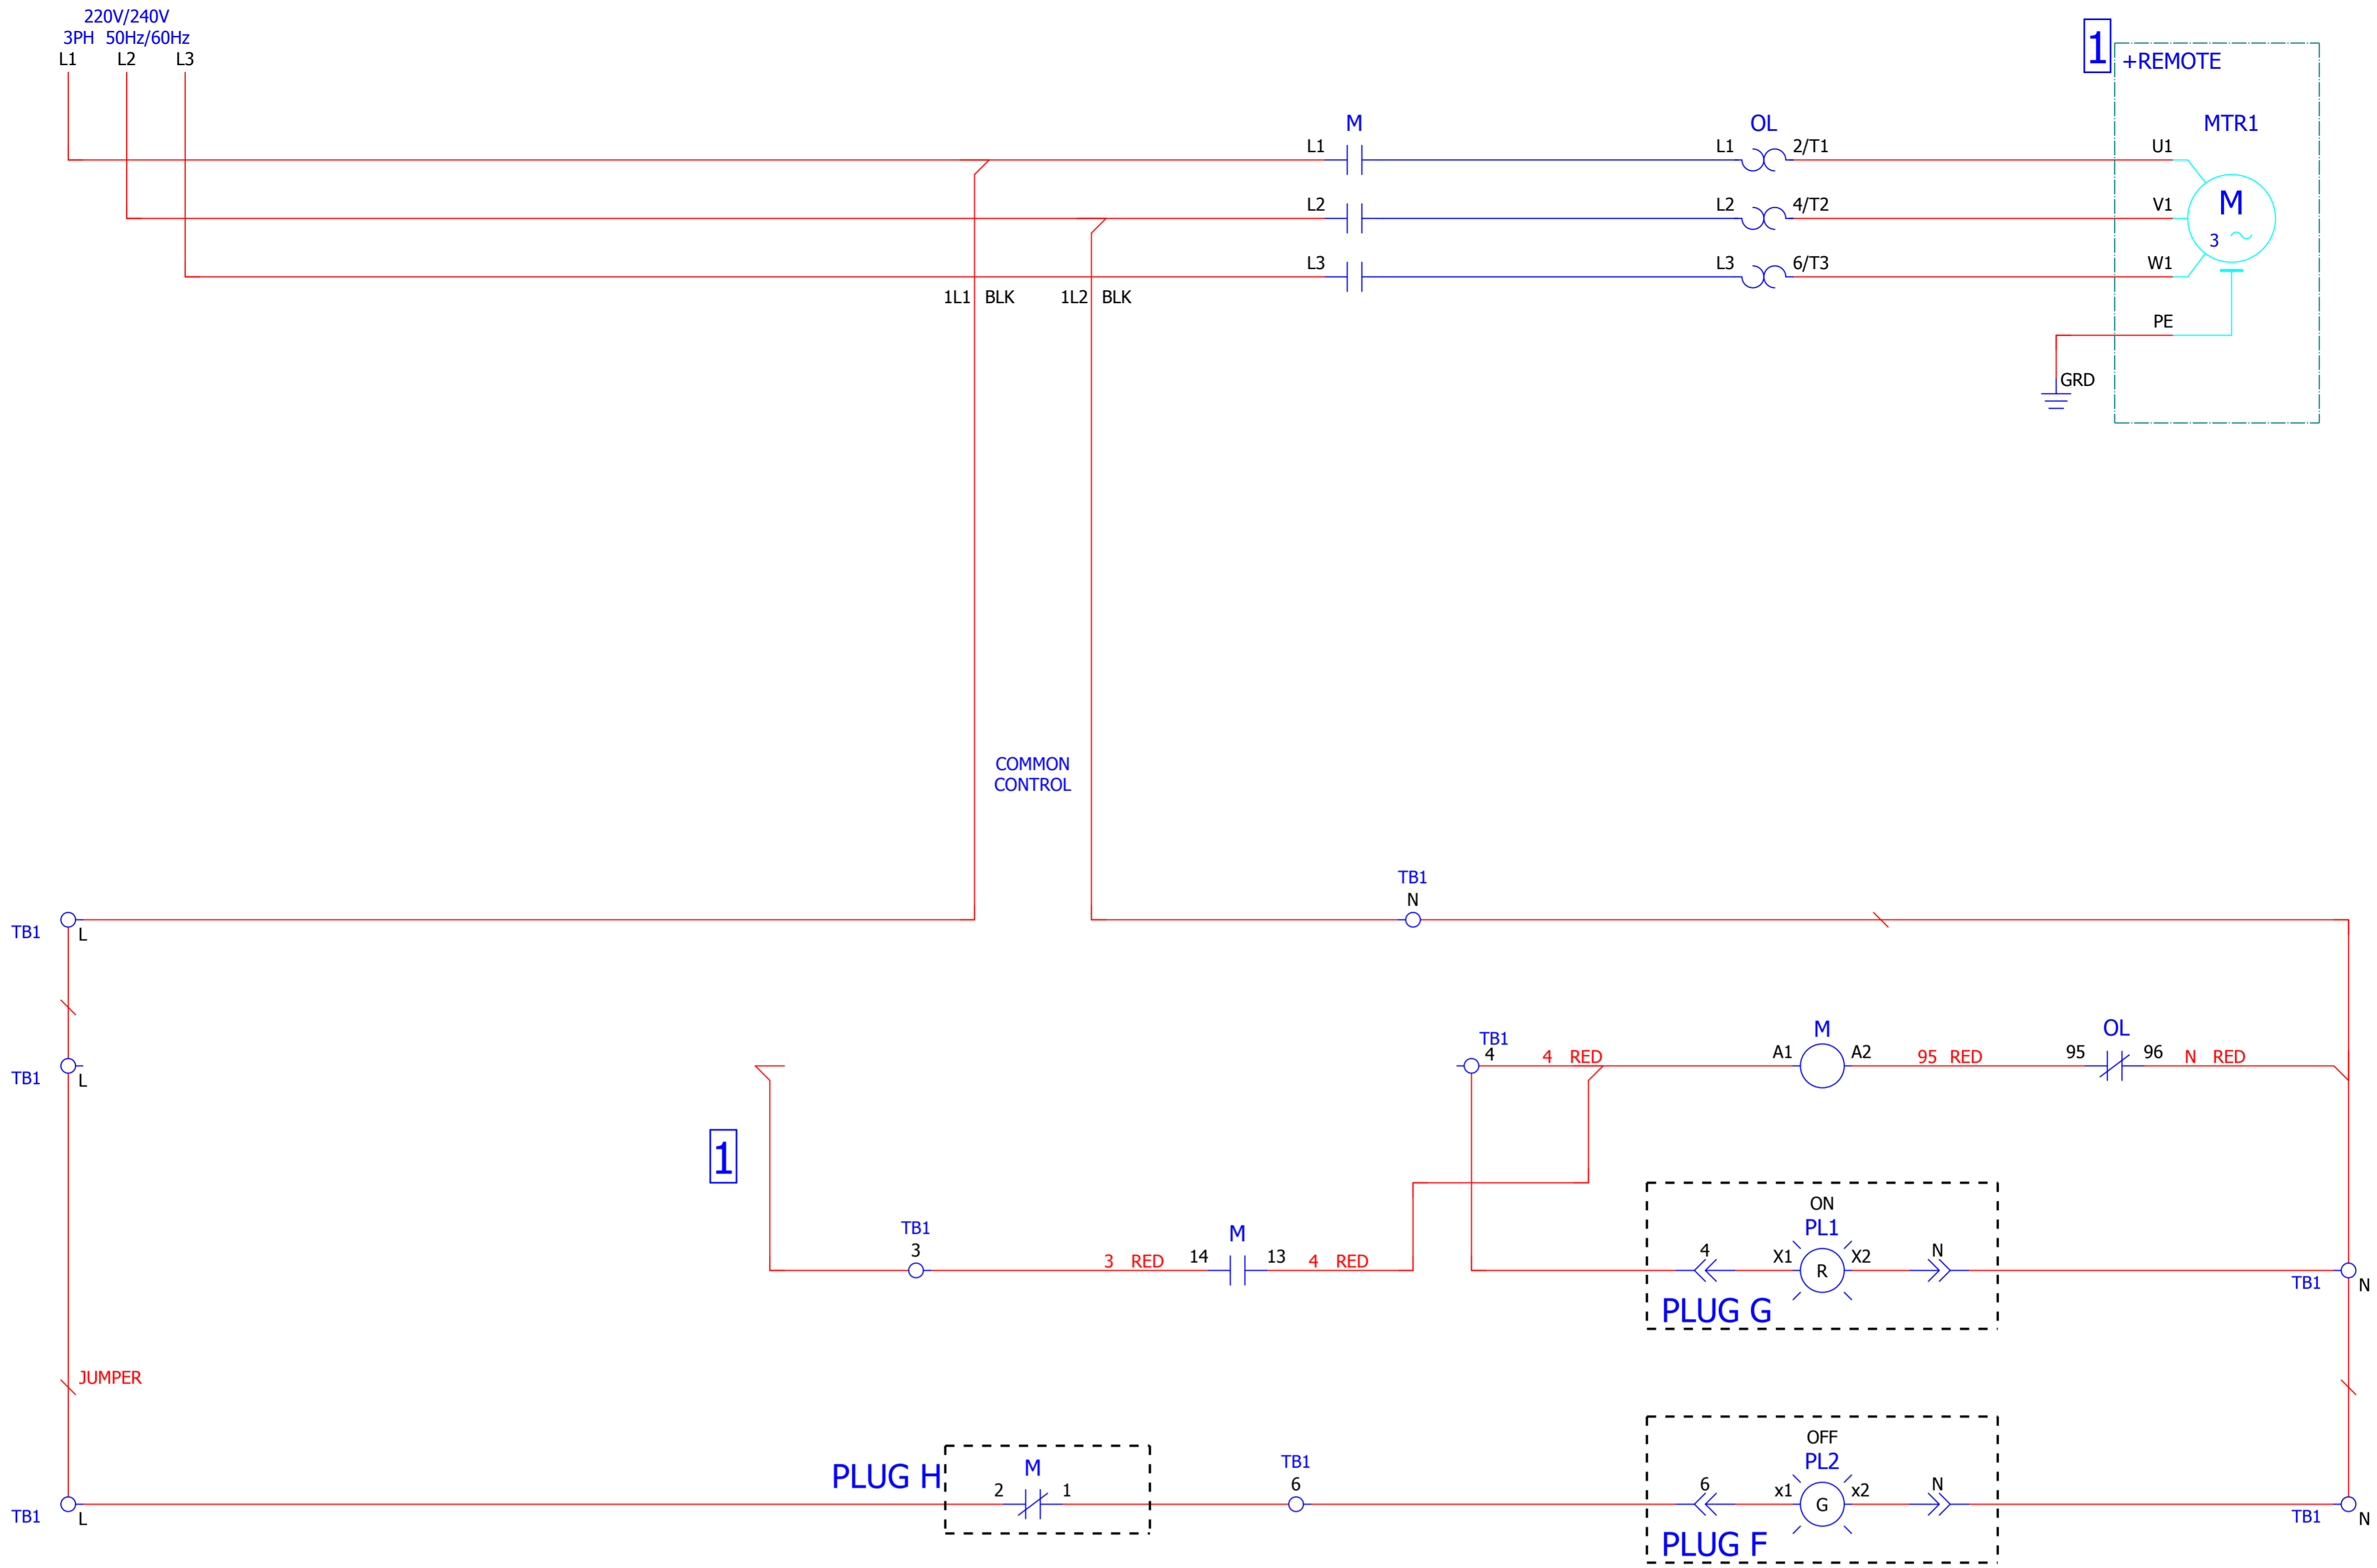 220V/240V
3PH 50Hz/60Hz
L1 L2 L3
1
+REMOTE
M OL MTR1
L1 L1 2/T1 U1
M
L2 L2 4/T2 V1
3
L3 L3 6/T3 W1
1L1 BLK 1L2 BLK
PE
GRD
COMMON
CONTROL
TB1
N
TB1 L
TB1
4
4 RED A1 M A2 95 RED 95 OL 96 N RED
TB1 L
1
ON
TB1 M PL1
3
3 RED 14 13 4 RED 4 X1 R X2 N
TB1 N
PLUG G
JUMPER
OFF
PLUG H M TB1 PL2
2 1 6 6 x1 G x2 N
TB1 L TB1 N
PLUG F